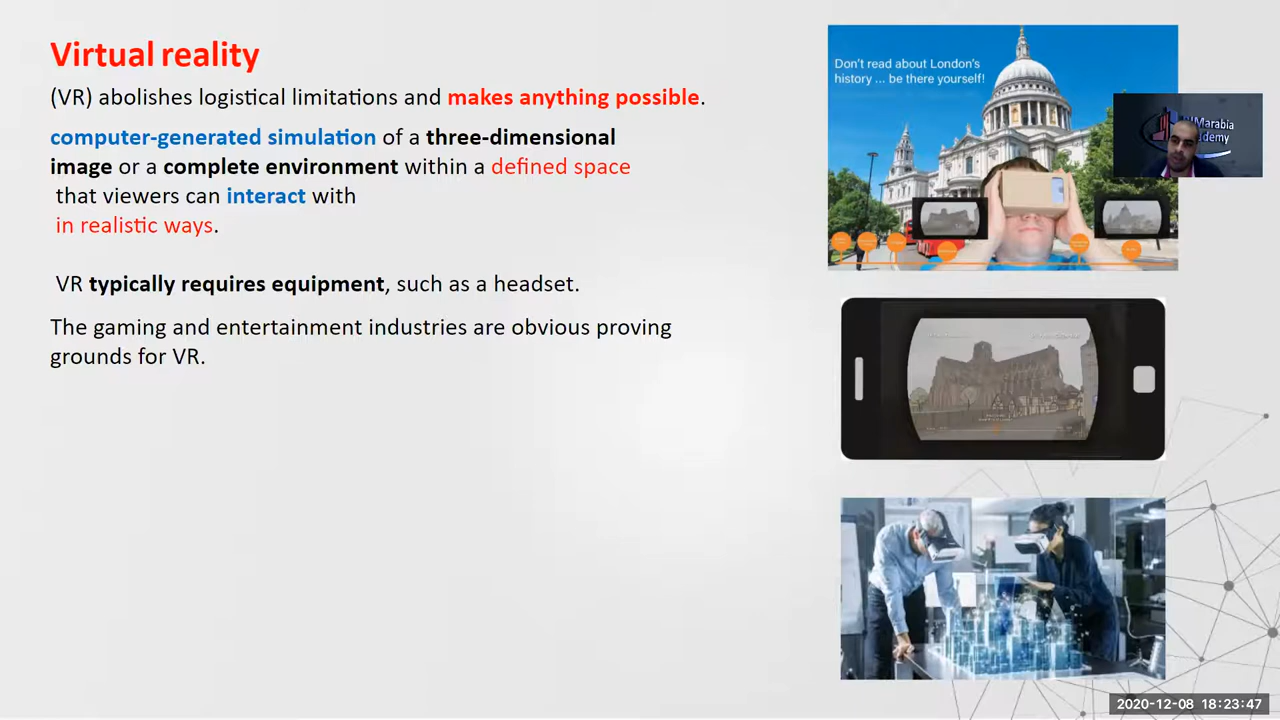 Virtual reality
(VR) abolishes logistical limitations and makes anything possible.
computer-generated simulation of a three-dimensional
image or a complete environment within a defined space
that viewers can interact with
in realistic ways.
VR typically requires equipment, such as a headset.
The gaming and entertainment industries are obvious proving
grounds for VR.
Don't read about London's
history ... be there yourself!
Marabia
demy
2020-12-08 18:23:47